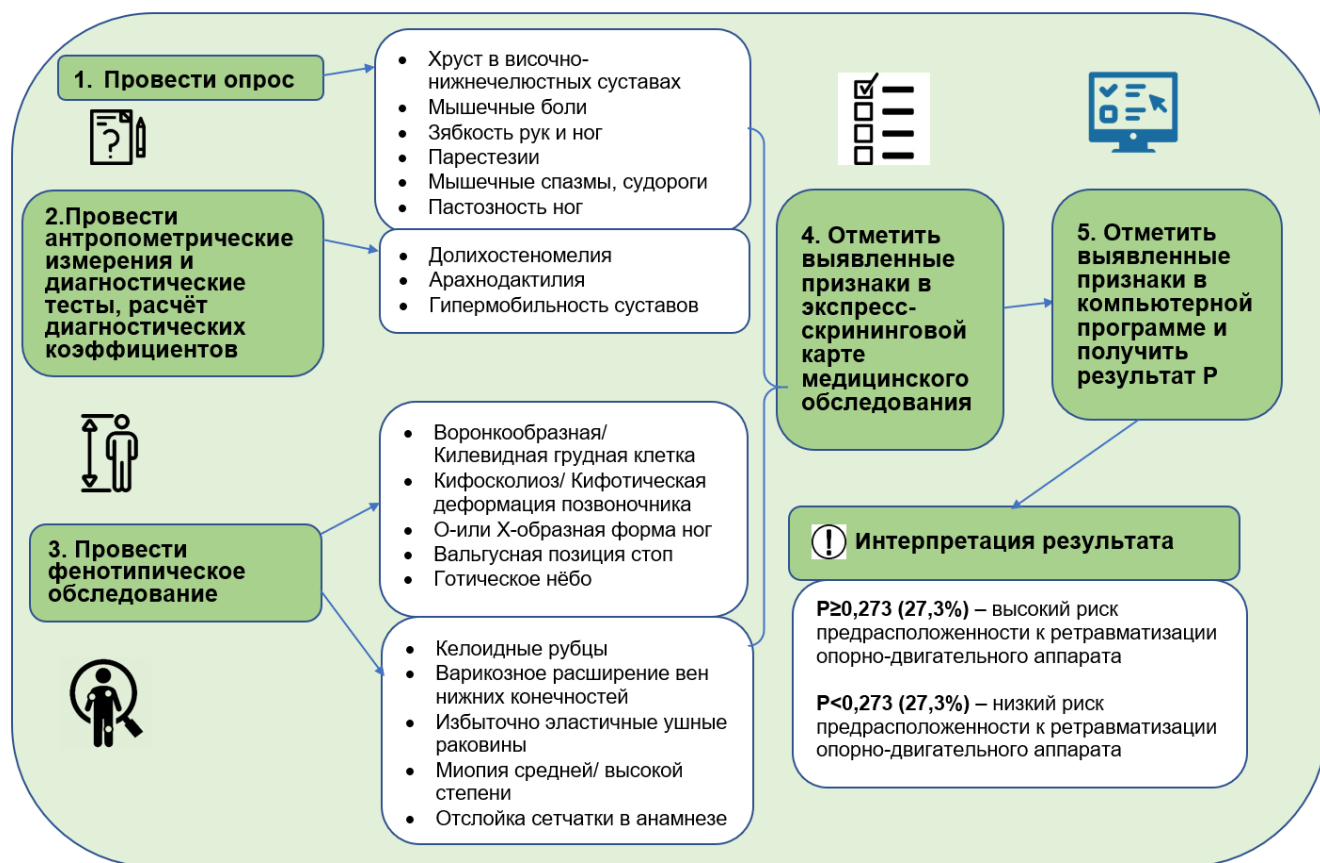 1. Провести опрос
• Хруст в височно-
нижнечелюстных суставах
• Мышечные боли
• Зябкость рук и ног
• Парестезии
• Мышечные спазмы, судороги
• Пастозность ног
2.Провести
антропометрические
измерения и
диагностические
тесты, расчёт
диагностических
коэффициентов
• Долихостеномелия
• Арахнодактилия
• Гипермобильность суставов
3. Провести
фенотипическое
обследование
• Воронкообразная/
Килевидная грудная клетка
• Кифосколиоз/ Кифотическая
деформация позвоночника
• О-или Х-образная форма ног
• Вальгусная позиция стоп
• Готическое нёбо
• Келоидные рубцы
• Варикозное расширение вен
нижних конечностей
• Избыточно эластичные ушные
раковины
• Миопия средней/ высокой
степени
• Отслойка сетчатки в анамнезе
4. Отметить
выявленные
признаки в
экспресс-
скрининговой
карте
медицинского
обследования
5. Отметить
выявленные
признаки в
компьютерной
программе и
получить
результат Р
Интерпретация результата
P≥0,273 (27,3%) – высокий риск
предрасположенности к ретравматизации
опорно-двигательного аппарата
P<0,273 (27,3%) – низкий риск
предрасположенности к ретравматизации
опорно-двигательного аппарата